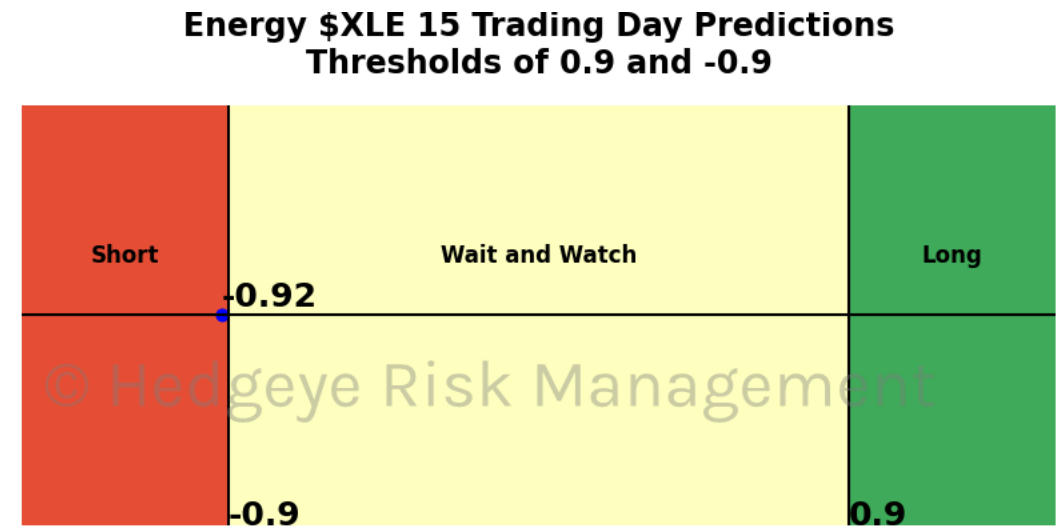 Energy $XLE 15 Trading Day Predictions
Thresholds of 0.9 and -0.9
Short
Wait and Watch
Long
-0.92
© Hedgeye Risk Management
-0.9
0.9